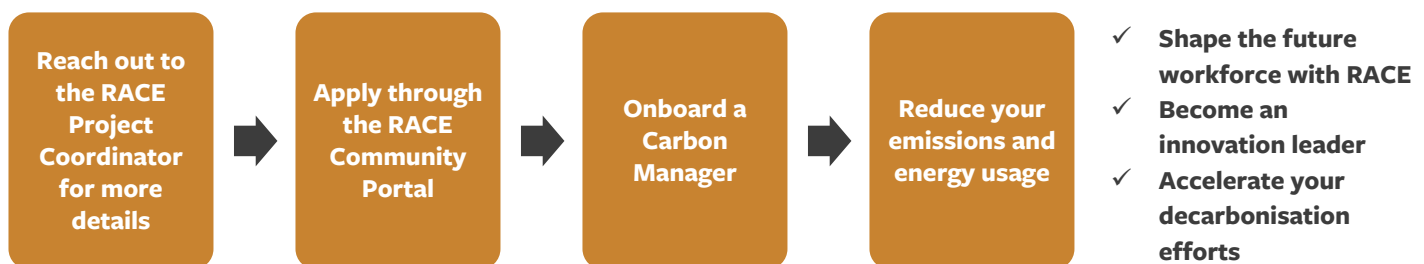 Reach out to
the RACE
Project
Coordinator
for more
details
Apply through
the RACE
Community
Portal
Onboard a
Carbon
Manager
Reduce your
emissions and
energy usage
✓ Shape the future
workforce with RACE
✓ Become an
innovation leader
✓ Accelerate your
decarbonisation
efforts